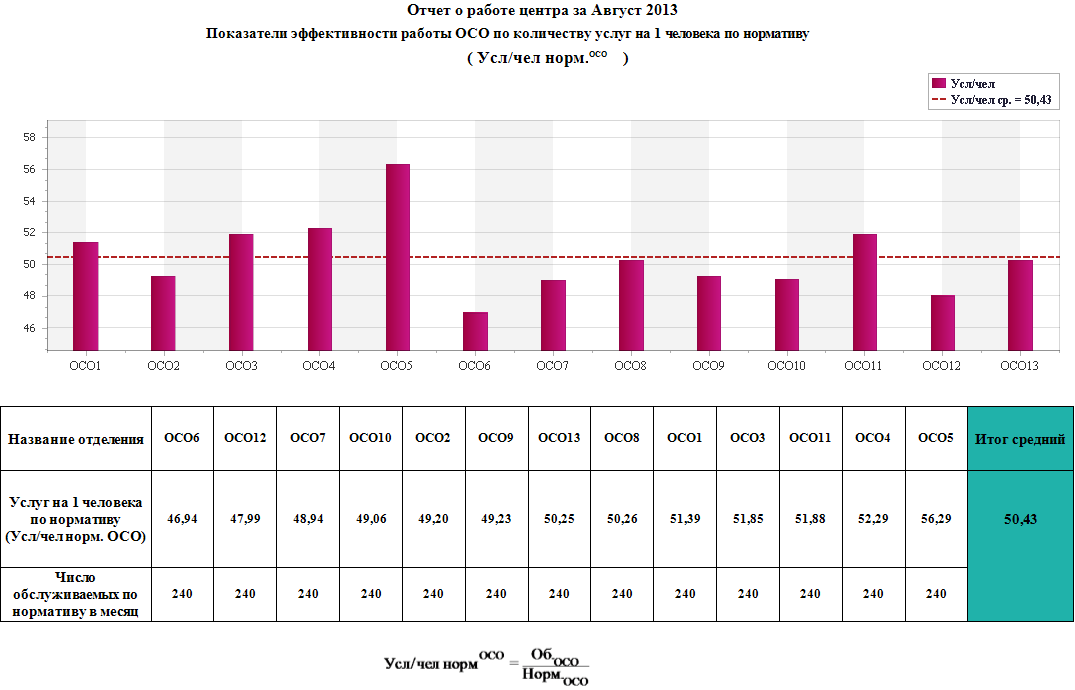 Отчет о работе центра за Август 2013
Показатели эффективности работы ОСО по количеству услуг на 1 человека по нормативу
( Усл/чел норм.ОСО )
Усл/чел
Усл/чел ср. = 50,43
58
56
54
52
50
48
46
ОСО1 ОСО2 ОСО3 ОСО4 ОСО5 ОСО6 ОСО7 ОСО8 ОСО9 ОСО10 ОСО11 ОСО12 ОСО13
Название отделения ОСО6 ОСО12 ОСО7 ОСО10 ОСО2 ОСО9 ОСО13 ОСО8 ОСО1 ОСО3 ОСО11 ОСО4 ОСО5 Итог средний
Услуг на 1 человека
по нормативу
(Усл/чел норм. ОСО)
46,94 47,99 48,94 49,06 49,20 49,23 50,25 50,26 51,39 51,85 51,88 52,29 56,29 50,43
Число
обслуживаемых по
нормативу в месяц
240 240 240 240 240 240 240 240 240 240 240 240 240
Усл/чел норм ОСО = Об.ОСО
Норм.ОСО